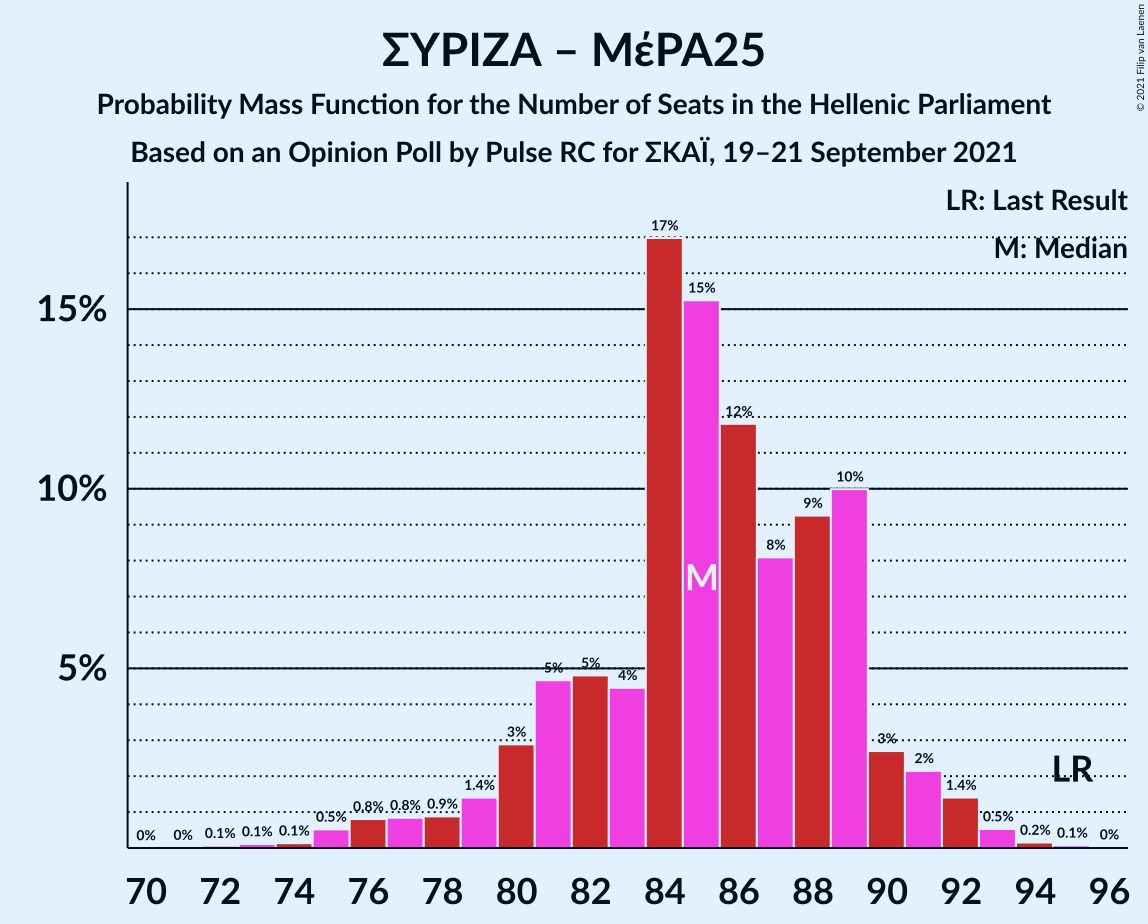 ΣΥΡΙΖΑ – ΜέΡΑ25
Probability Mass Function for the Number of Seats in the Hellenic Parliament
Based on an Opinion Poll by Pulse RC for ΣΚΑΪ, 19–21 September 2021
© 2021 Filip van Laenen
LR: Last Result
M: Median
15%
10%
5%
0% 0% 0.1% 0.1% 0.1% 0.5% 0.8% 0.8% 0.9% 1.4% 3% 5% 5% 4% 17% 15% 12% 8% 9% 10% 3% 2% 1.4% 0.5% 0.2% 0.1% 0%
M
LR
70 72 74 76 78 80 82 84 86 88 90 92 94 96